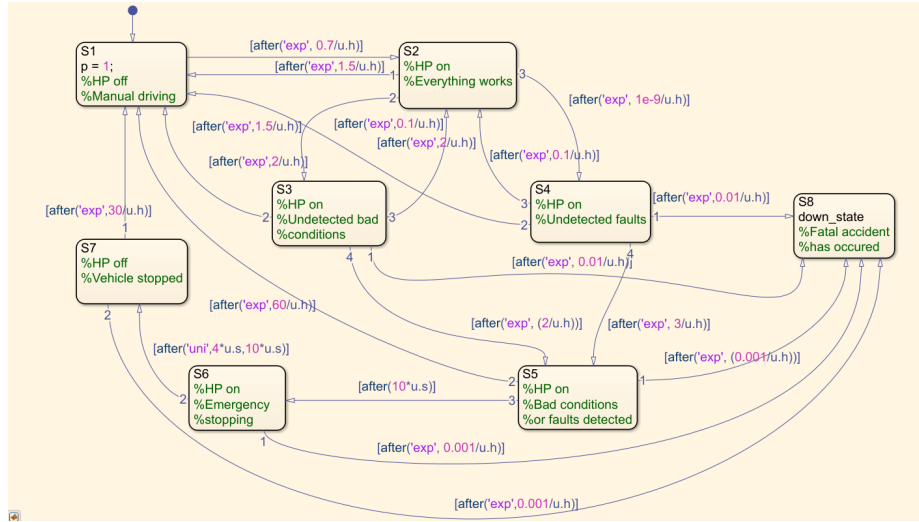 S1
p = 1;
%HP off
%Manual driving
[after('exp', 0.7/u.h)]
[after('exp',1.5/u.h)]
1
S2
%HP on
%Everything works
3
2
[after('exp', 1e-9/u.h)]
[after('exp',1.5/u.h)]
[after('exp',0.1/u.h)]
[after('exp',2/u.h)]
[after('exp',2/u.h)]
[after('exp',0.1/u.h)]
S3
%HP on
%Undetected bad
%conditions
2
3
4
1
S4
%HP on
%Undetected faults
3
2
1
4
[after('exp',0.01/u.h)]
S8
down_state
%Fatal accident
%has occured
[after('exp',30/u.h)]
1
S7
%HP off
%Vehicle stopped
2
[after('exp', 0.01/u.h)]
[after('exp',60/u.h)]
[after('exp', (2/u.h))]
[after('exp', 3/u.h)]
[after('uni',4*u.s,10*u.s)]
[after('exp', (0.001/u.h))]
S6
%HP on
%Emergency
%stopping
2
1
[after(10*u.s)]
S5
%HP on
%Bad conditions
%or faults detected
2
3
1
[after('exp', 0.001/u.h)]
[after('exp',0.001/u.h)]